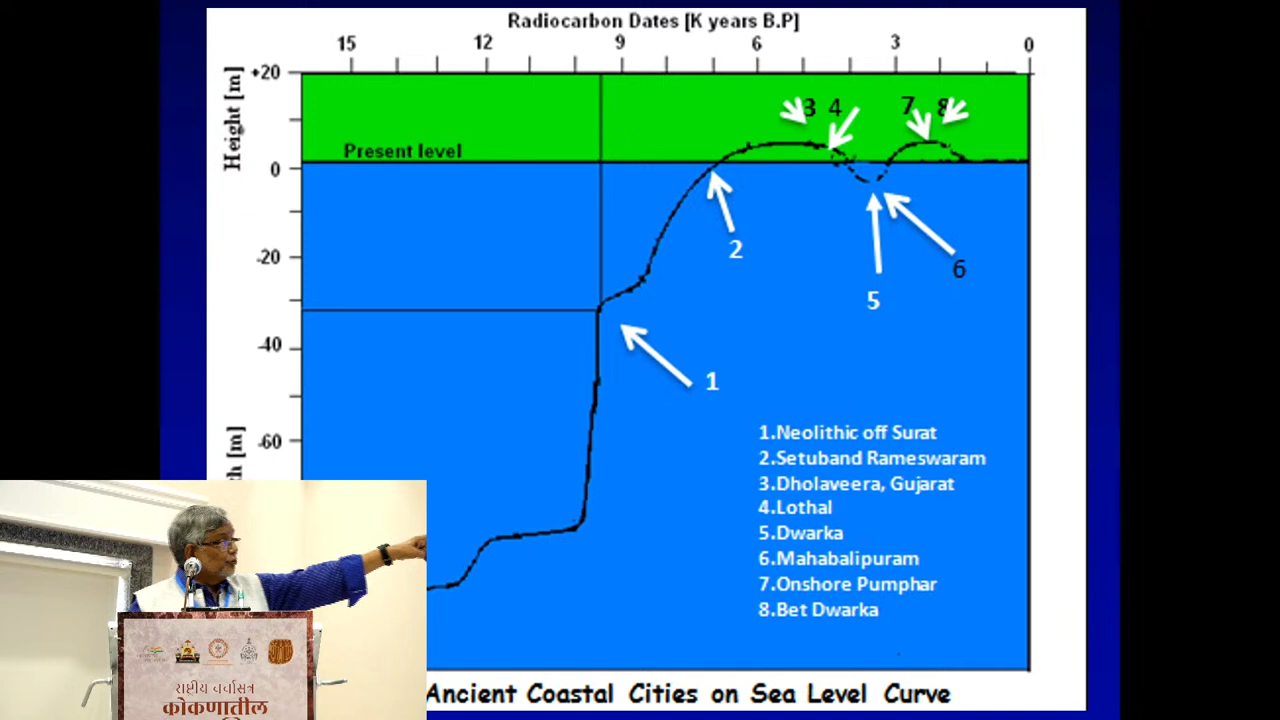 Radiocarbon Dates [K years B.P]
15 12 9 6 3 0
+20
Height [m]
3 4 7 8
Present level
0
2
-20
6
5
-40
1
-60
[m]
1.Neolithic off Surat
2.Setuband Rameswaram
3.Dholaveera, Gujarat
4.Lothal
5.Dwarka
6.Mahabalipuram
7.Onshore Pumphar
8.Bet Dwarka
Ancient Coastal Cities on Sea Level Curve
राष्ट्रीय चर्चासत्र
कोकणातील